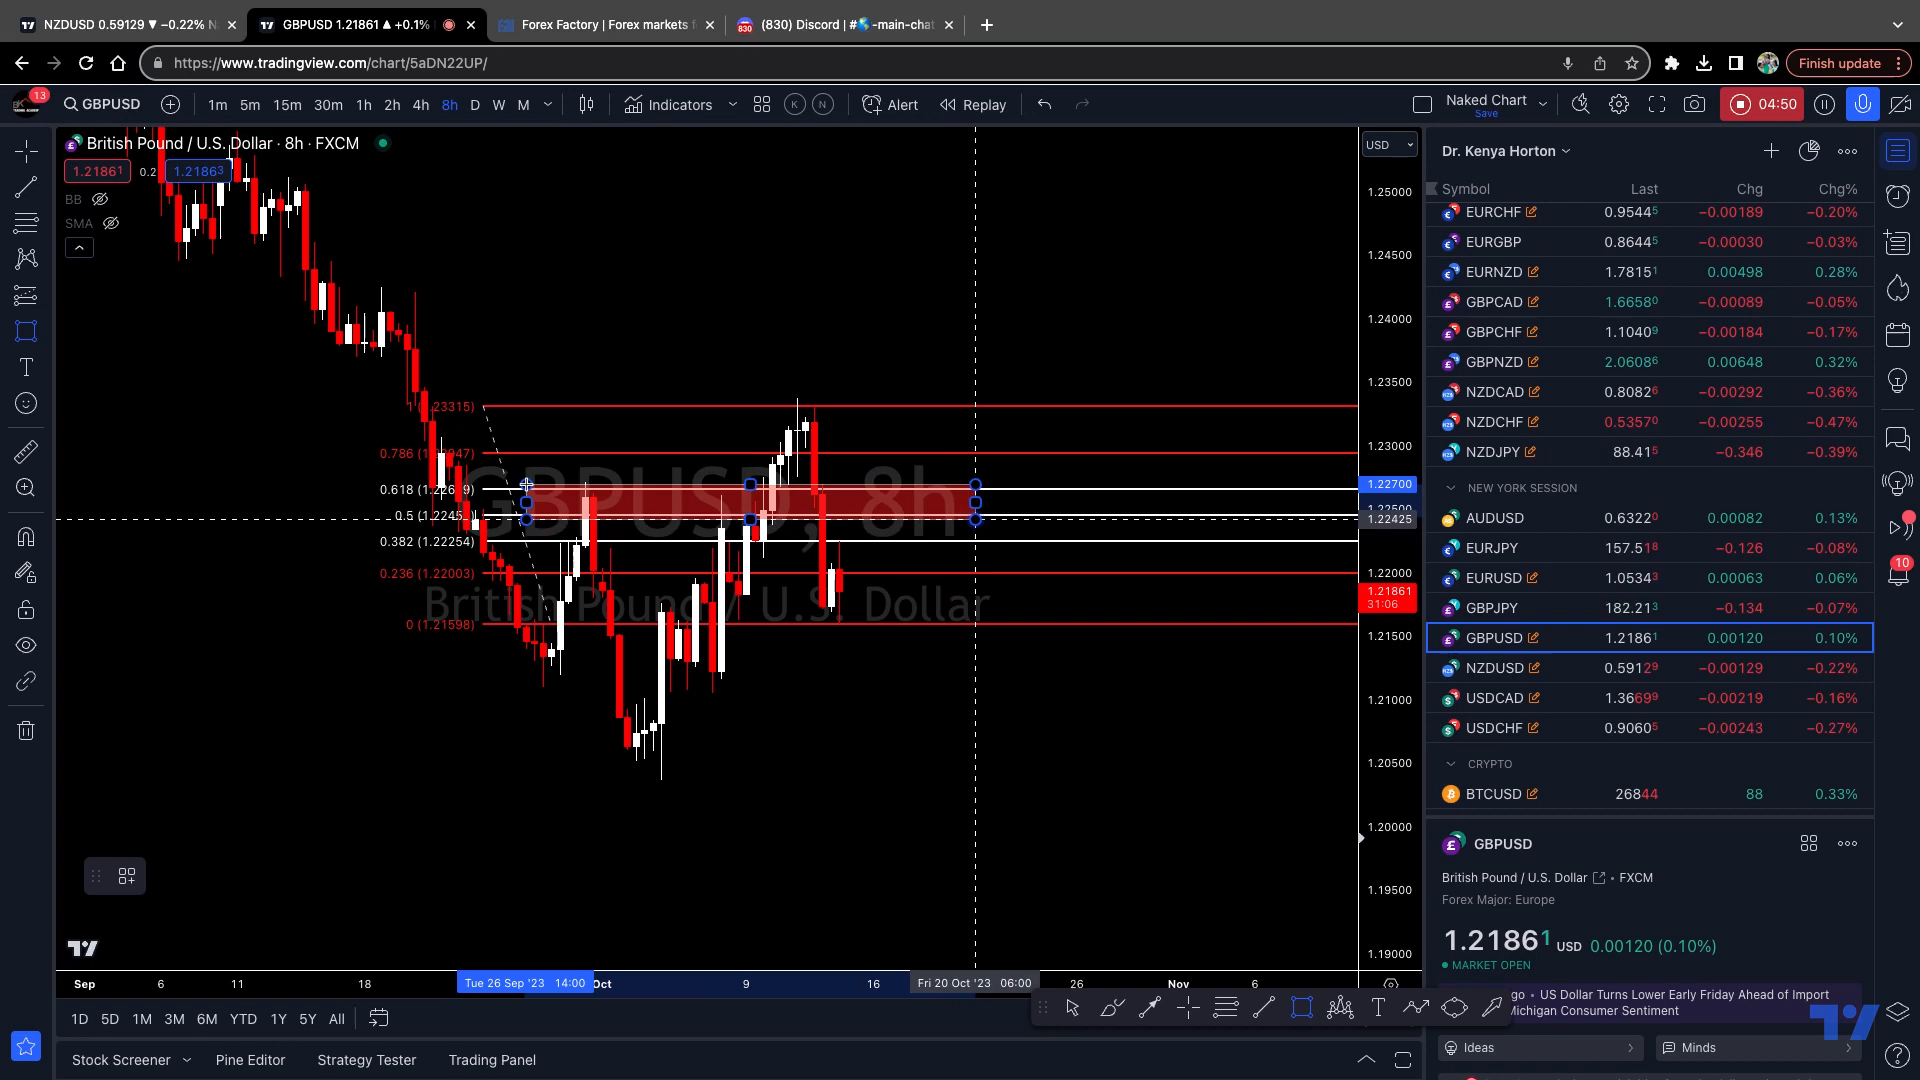 NZDUSD 0.59129 ▼ −0.22% N
GBPUSD 1.21861 ▲ +0.1%
Forex Factory | Forex markets f
(830) Discord | #🌎-main-chat
https://www.tradingview.com/chart/5aDN22UP/
Finish update
13
GBPUSD
1m 5m 15m 30m 1h 2h 4h 8h D W M
Indicators
K N
Alert
Replay
Naked Chart
Save
04:50
British Pound / U.S. Dollar · 8h · FXCM
1.21861 0.2 1.21863
BB
SMA
USD
1.25000
1.24500
1.24000
1.23500
1.23000
1.22700
1.22425
1.22000
1.21861
31:06
1.21500
1.21000
1.20500
1.20000
1.19500
1.19000
0.382 (1.22254)
0.236 (1.22003)
0 (1.21598)
GBPUSD, 8h
British Pound / U.S. Dollar
Sep 6 11 18 Tue 26 Sep '23 14:00 Oct 9 16 Fri 20 Oct '23 06:00 26 Nov 6
1D 5D 1M 3M 6M YTD 1Y 5Y All
Stock Screener Pine Editor Strategy Tester Trading Panel
Dr. Kenya Horton
Symbol Last Chg Chg%
EURCHF 0.95445 −0.00189 −0.20%
EURGBP 0.86445 −0.00030 −0.03%
EURNZD 1.78151 0.00498 0.28%
GBPCAD 1.66580 −0.00089 −0.05%
GBPCHF 1.10409 −0.00184 −0.17%
GBPNZD 2.06086 0.00648 0.32%
NZDCAD 0.80826 −0.00292 −0.36%
NZDCHF 0.53570 −0.00255 −0.47%
NZDJPY 88.415 −0.346 −0.39%
NEW YORK SESSION
AUDUSD 0.63220 0.00082 0.13%
EURJPY 157.518 −0.126 −0.08%
EURUSD 1.05343 0.00063 0.06%
GBPJPY 182.213 −0.134 −0.07%
GBPUSD 1.21861 0.00120 0.10%
NZDUSD 0.59129 −0.00129 −0.22%
USDCAD 1.36699 −0.00219 −0.16%
USDCHF 0.90605 −0.00243 −0.27%
CRYPTO
BTCUSD 26844 88 0.33%
GBPUSD
British Pound / U.S. Dollar • FXCM
Forex Major: Europe
1.21861 USD 0.00120 (0.10%)
MARKET OPEN
go • US Dollar Turns Lower Early Friday Ahead of Import
Michigan Consumer Sentiment
Ideas
Minds
10